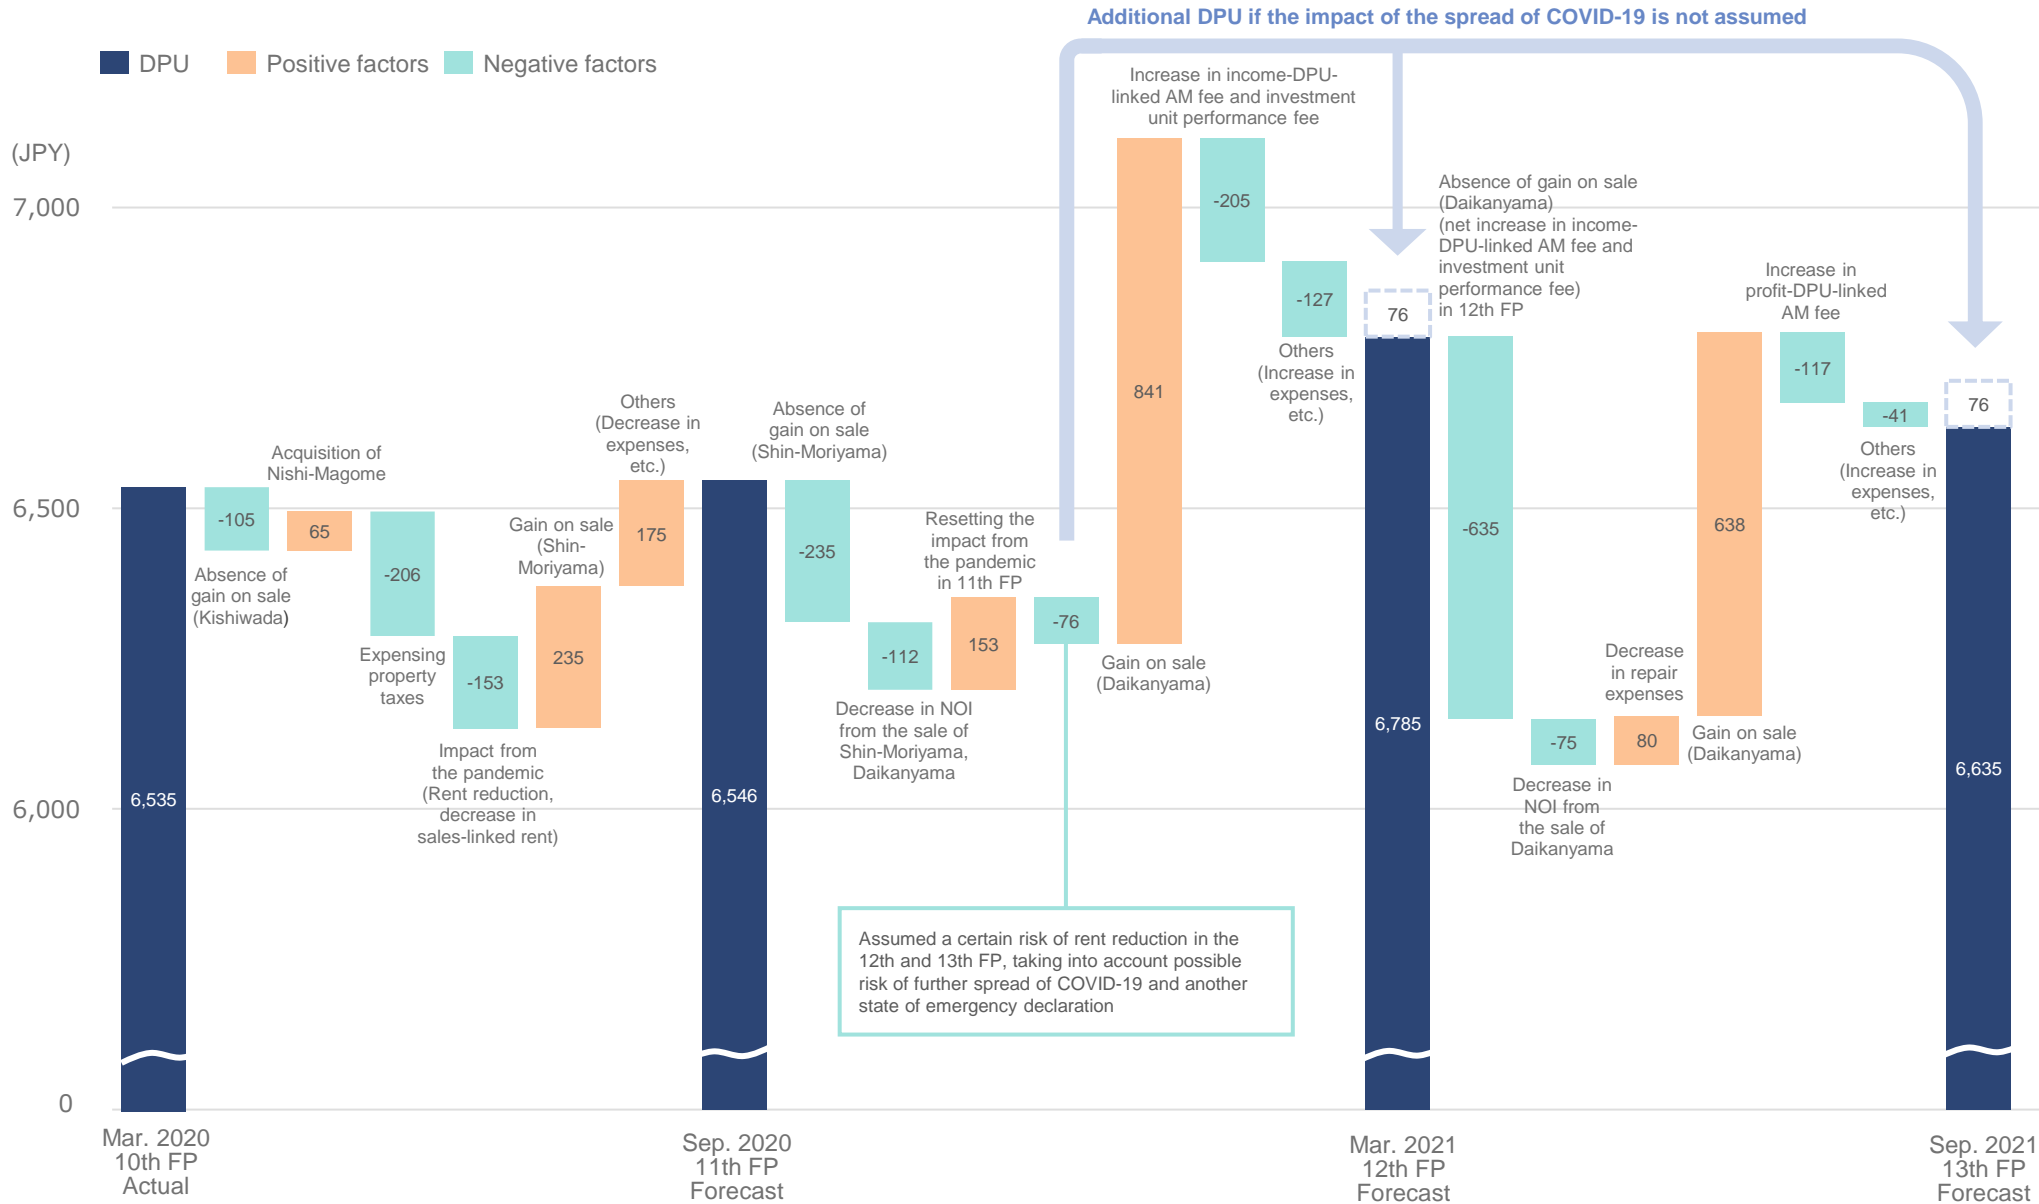 Additional DPU if the impact of the spread of COVID-19 is not assumed
DPU
Positive factors
Negative factors
(JPY)
7,000
6,500
6,000
0
6,535
-105
Absence of
gain on sale
(Kishiwada)
Acquisition of
Nishi-Magome
65
-206
Expensing
property
taxes
-153
Impact from
the pandemic
(Rent reduction,
decrease in
sales-linked rent)
Gain on sale
(Shin-
Moriyama)
235
Others
(Decrease in
expenses,
etc.)
175
6,546
Absence of
gain on sale
(Shin-Moriyama)
-235
-112
Decrease in NOI
from the sale of
Shin-Moriyama,
Daikanyama
Resetting the
impact from
the pandemic
in 11th FP
153
-76
Assumed a certain risk of rent reduction in the
12th and 13th FP, taking into account possible
risk of further spread of COVID-19 and another
state of emergency declaration
841
Gain on sale
(Daikanyama)
Increase in income-DPU-
linked AM fee and investment
unit performance fee
-205
-127
Others
(Increase in
expenses,
etc.)
76
6,785
Absence of gain on sale
(Daikanyama)
(net increase in income-
DPU-linked AM fee and
investment unit
performance fee)
in 12th FP
-635
-75
Decrease in
NOI from
the sale of
Daikanyama
Decrease
in repair
expenses
80
638
Gain on sale
(Daikanyama)
Increase in
profit-DPU-linked
AM fee
-117
-41
Others
(Increase in
expenses,
etc.)
76
6,635
Mar. 2020
10th FP
Actual
Sep. 2020
11th FP
Forecast
Mar. 2021
12th FP
Forecast
Sep. 2021
13th FP
Forecast